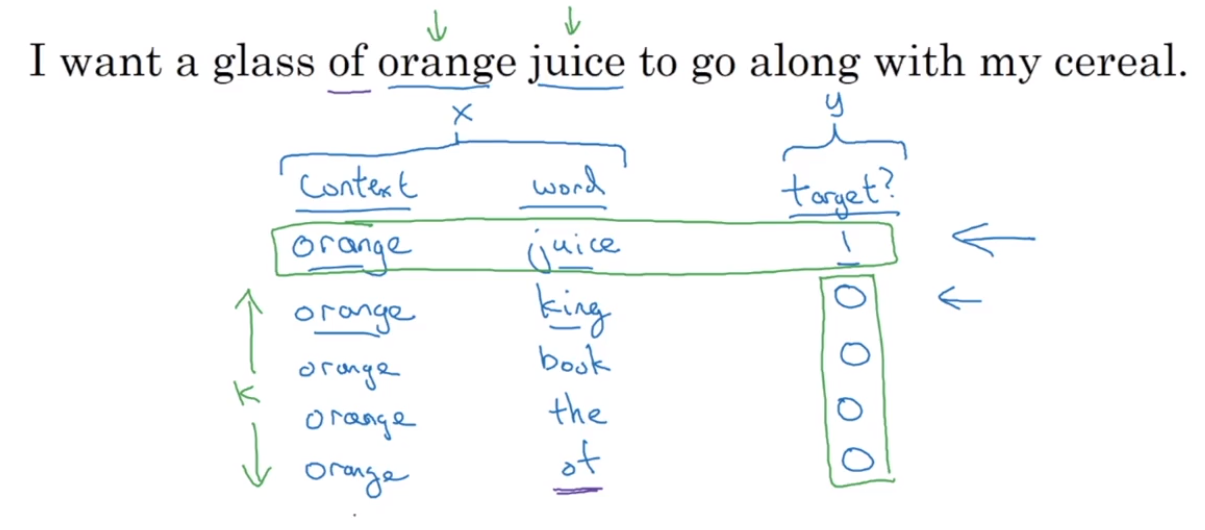 I want a glass of orange juice to go along with my cereal.
x y
Context word target?
orange juice 1
orange king 0
orange book 0
K
orange the 0
orange of 0